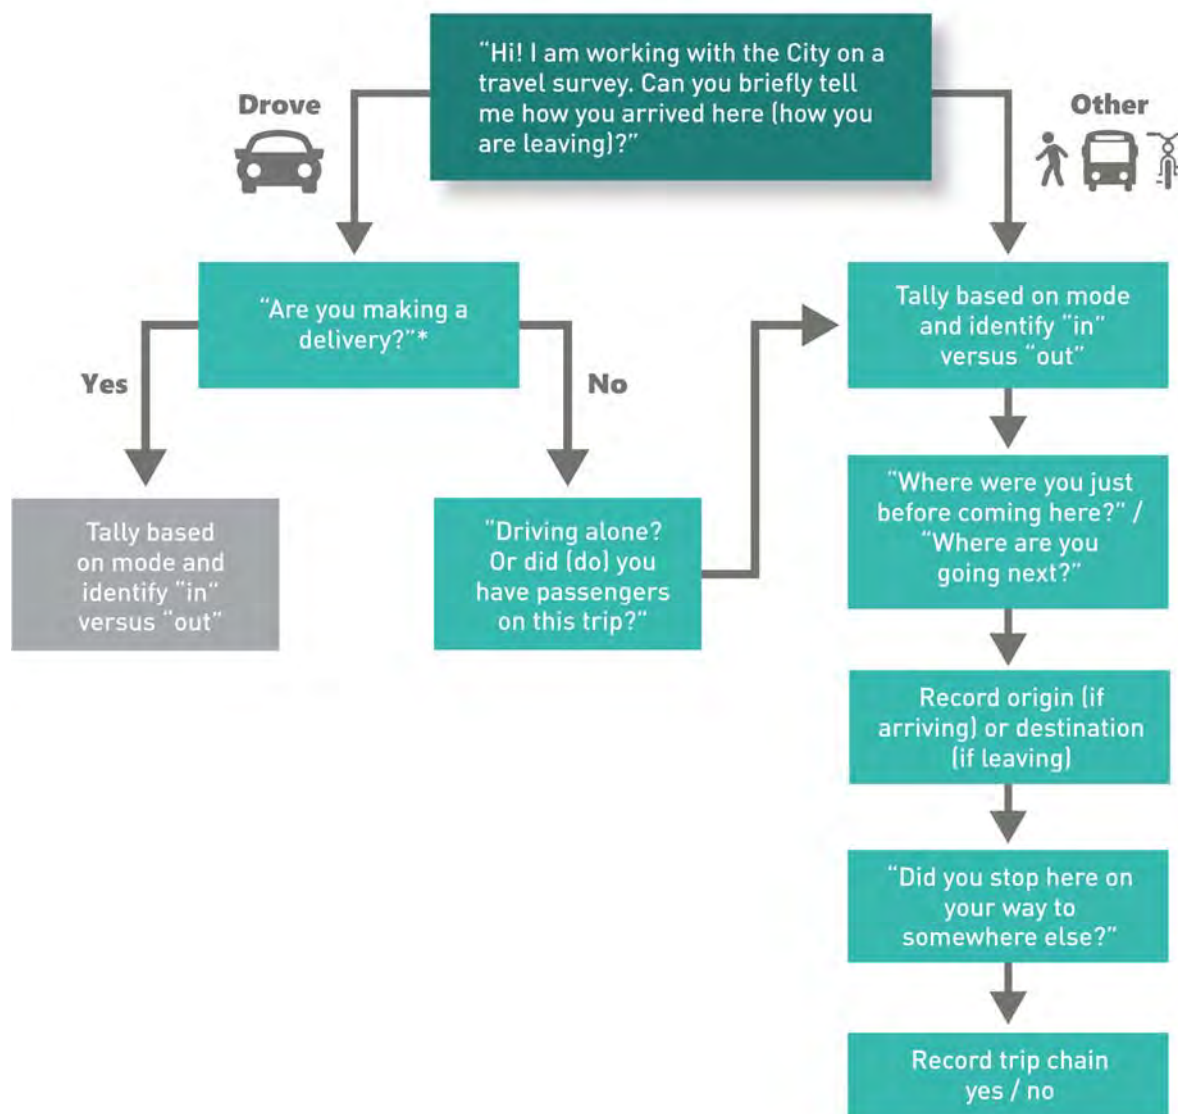 “Hi! I am working with the City on a
travel survey. Can you briefly tell
me how you arrived here (how you
are leaving)?”
Drove
Other
“Are you making a
delivery?”*
Yes
No
Tally based on mode
and identify “in”
versus “out”
Tally based
on mode and
identify “in”
versus “out”
“Driving alone?
Or did (do) you
have passengers
on this trip?”
“Where were you just
before coming here?” /
“Where are you
going next?”
Record origin (if
arriving) or destination
(if leaving)
“Did you stop here on
your way to
somewhere else?”
Record trip chain
yes / no